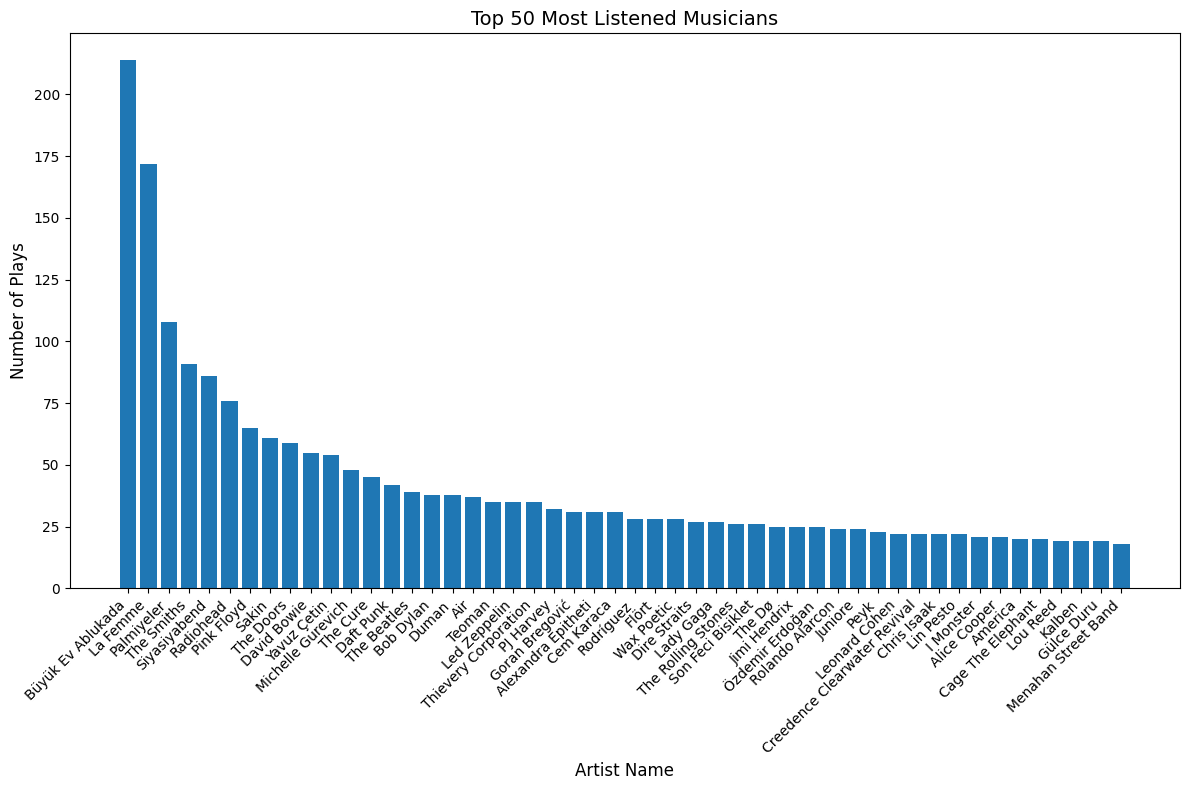 Top 50 Most Listened Musicians
Number of Plays
200
175
150
125
100
75
50
25
0
Büyük Ev Ablukada
La Femme
Palmiyeler
The Smiths
Siyasiyabend
Radiohead
Pink Floyd
Sakin
The Doors
David Bowie
Yavuz Çetin
Michelle Gurevich
The Cure
Daft Punk
The Beatles
Bob Dylan
Duman
Air
Teoman
Led Zeppelin
Thievery Corporation
PJ Harvey
Goran Bregović
Alexandra Epitheti
Cem Karaca
Rodríguez
Flört
Wax Poetic
Dire Straits
Lady Gaga
The Rolling Stones
Son Feci Bisiklet
The Dø
Jimi Hendrix
Özdemir Erdoğan
Rolando Alarcon
Juniore
Peyk
Leonard Cohen
Creedence Clearwater Revival
Chris Isaak
Lin Pesto
I Monster
Alice Cooper
America
Cage The Elephant
Lou Reed
Kalben
Gülce Duru
Menahan Street Band
Artist Name